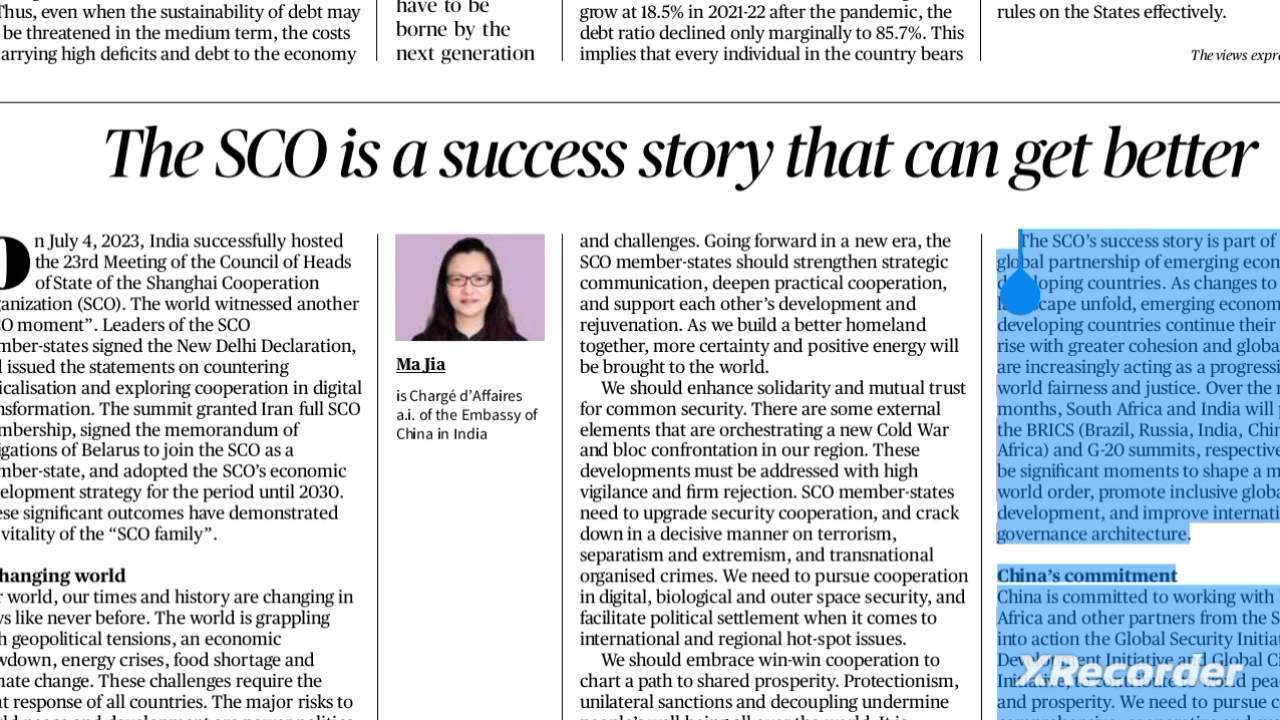 Thus, even when the sustainability of debt may
be threatened in the medium term, the costs
arrying high deficits and debt to the economy
have to be
borne by the
next generation
grow at 18.5% in 2021-22 after the pandemic, the
debt ratio declined only marginally to 85.7%. This
implies that every individual in the country bears
rules on the States effectively.
The views expre
The SCO is a success story that can get better
On July 4, 2023, India successfully hosted
the 23rd Meeting of the Council of Heads
of State of the Shanghai Cooperation
ganization (SCO). The world witnessed another
O moment”. Leaders of the SCO
mber-states signed the New Delhi Declaration,
issued the statements on countering
icalisation and exploring cooperation in digital
nsformation. The summit granted Iran full SCO
mbership, signed the memorandum of
igations of Belarus to join the SCO as a
mber-state, and adopted the SCO’s economic
elopment strategy for the period until 2030.
ese significant outcomes have demonstrated
vitality of the “SCO family”.
hanging world
r world, our times and history are changing in
ys like never before. The world is grappling
h geopolitical tensions, an economic
wdown, energy crises, food shortage and
mate change. These challenges require the
nt response of all countries. The major risks to
Ma Jia
is Chargé d’Affaires
a.i. of the Embassy of
China in India
and challenges. Going forward in a new era, the
SCO member-states should strengthen strategic
communication, deepen practical cooperation,
and support each other’s development and
rejuvenation. As we build a better homeland
together, more certainty and positive energy will
be brought to the world.
We should enhance solidarity and mutual trust
for common security. There are some external
elements that are orchestrating a new Cold War
and bloc confrontation in our region. These
developments must be addressed with high
vigilance and firm rejection. SCO member-states
need to upgrade security cooperation, and crack
down in a decisive manner on terrorism,
separatism and extremism, and transnational
organised crimes. We need to pursue cooperation
in digital, biological and outer space security, and
facilitate political settlement when it comes to
international and regional hot-spot issues.
We should embrace win-win cooperation to
chart a path to shared prosperity. Protectionism,
unilateral sanctions and decoupling undermine
The SCO’s success story is part of
global partnership of emerging econ
developing countries. As changes to
landscape unfold, emerging econom
developing countries continue their
rise with greater cohesion and globa
are increasingly acting as a progressi
world fairness and justice. Over the
months, South Africa and India will
the BRICS (Brazil, Russia, India, Chin
Africa) and G-20 summits, respective
be significant moments to shape a m
world order, promote inclusive globa
development, and improve internati
governance architecture.
China’s commitment
China is committed to working with
Africa and other partners from the S
into action the Global Security Initia
Development Initiative and Global Ci
Initiative, to contribute to world pea
and prosperity. We need to pursue c
XRecorder